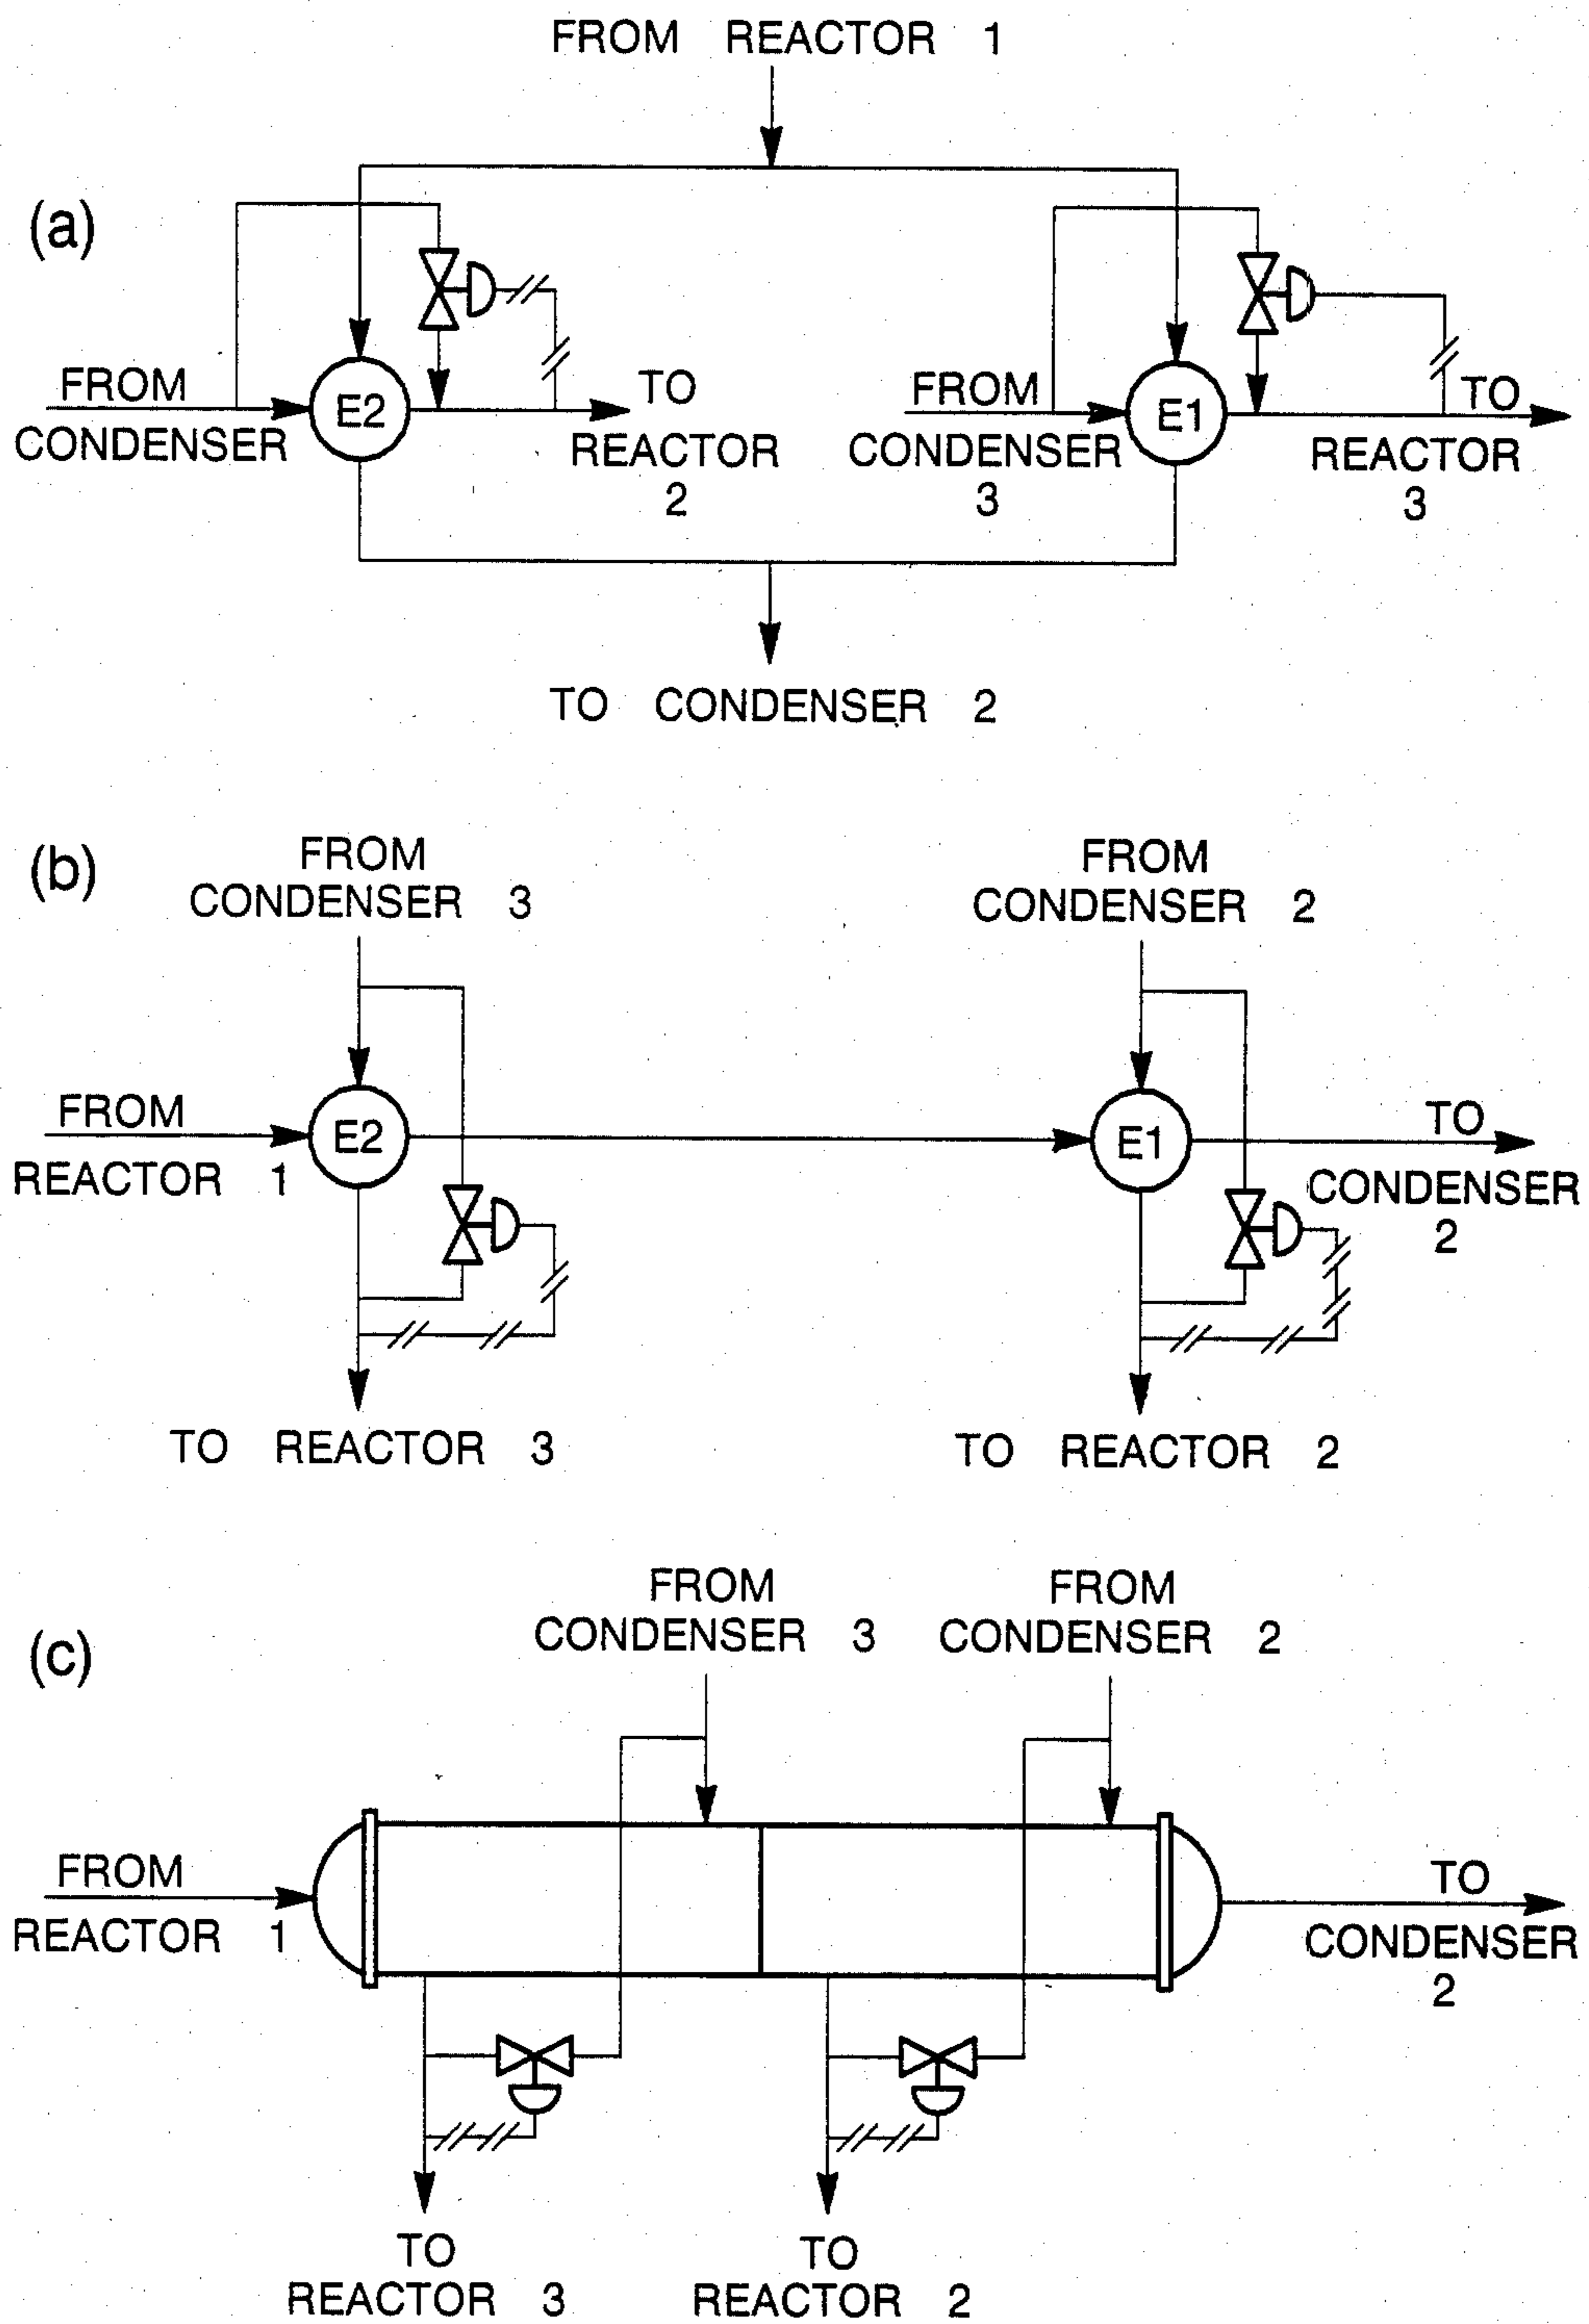 FROM REACTOR 1
(a)
FROM
CONDENSER
E2
TO
REACTOR
2
FROM
CONDENSER
3
E1
TO
REACTOR
3
TO CONDENSER 2
(b)
FROM
CONDENSER 3
FROM
CONDENSER 2
FROM
REACTOR 1
E2
E1
TO
CONDENSER
2
TO REACTOR 3
TO REACTOR 2
(c)
FROM
CONDENSER 3
FROM
CONDENSER 2
FROM
REACTOR 1
TO
CONDENSER
2
TO
REACTOR 3
TO
REACTOR 2